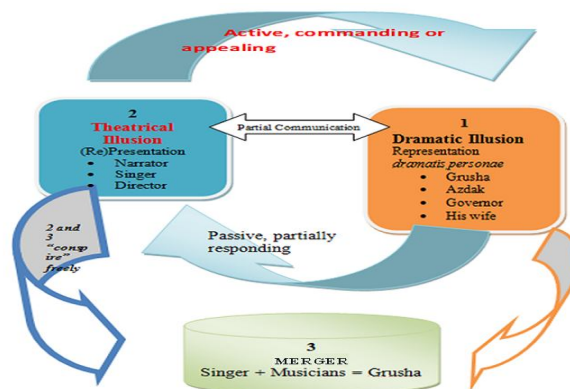 Active, commanding or
appealing
2
Theatrical
Illusion
(Re)Presentation
• Narrator
• Singer
• Director
Partial Communication
1
Dramatic Illusion
Representation
dramatis personae
• Grusha
• Azdak
• Governor
• His wife
2 and
3
"consp
ire"
freely
Passive, partially
responding
3
MERGER
Singer + Musicians = Grusha